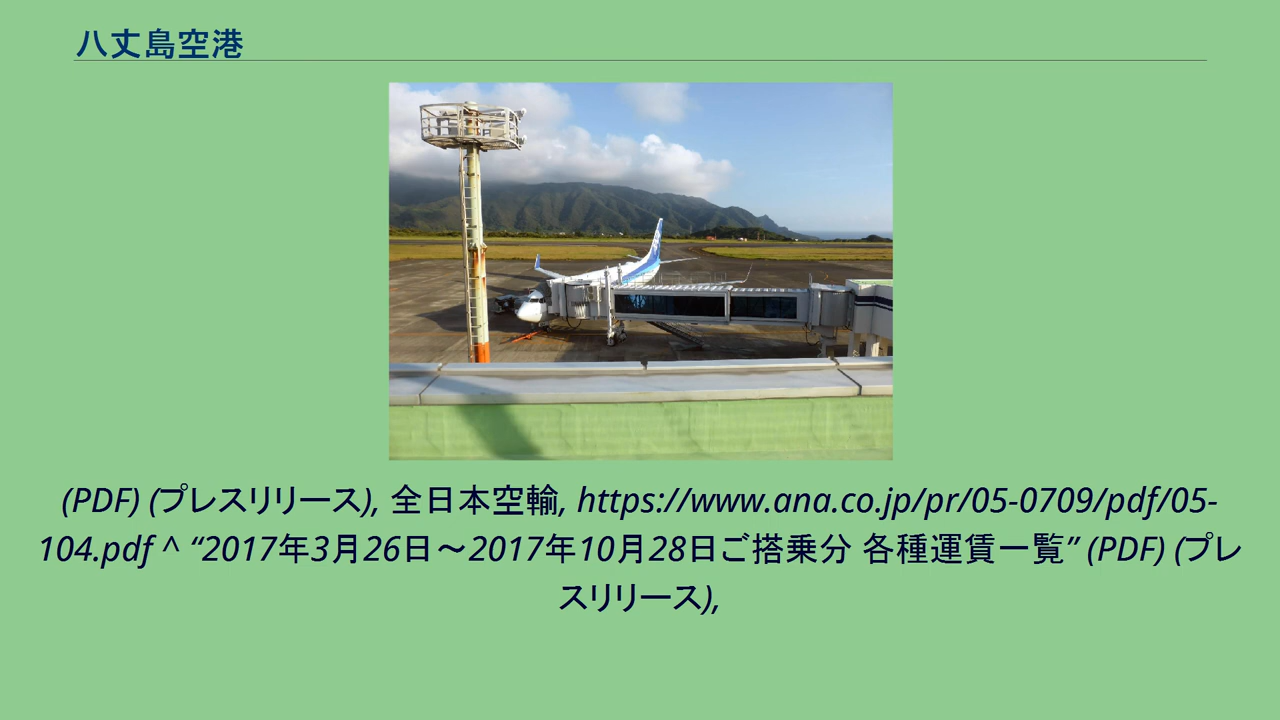 八丈島空港
(PDF) (プレスリリース), 全日本空輸, https://www.ana.co.jp/pr/05-0709/pdf/05-
104.pdf ^ “2017年3月26日～2017年10月28日ご搭乗分 各種運賃一覧” (PDF) (プレ
スリリース),